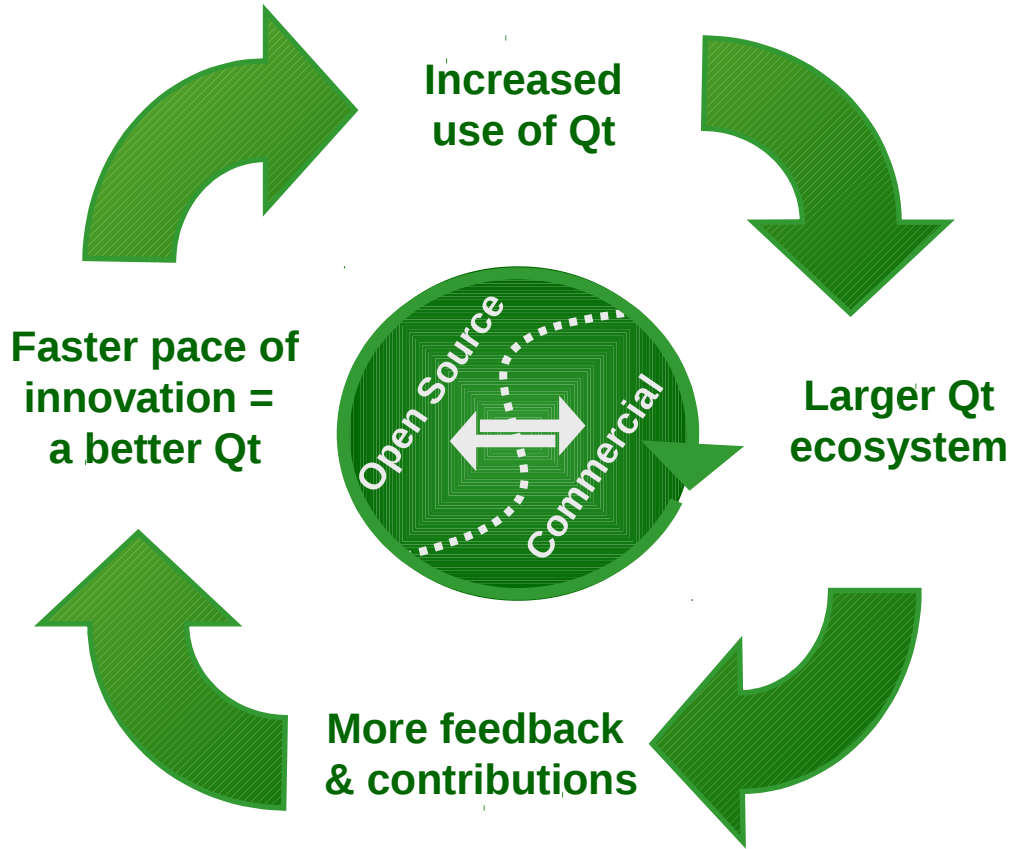 Increased
use of Qt
Faster pace of
innovation =
a better Qt
Open Source
Commercial
Larger Qt
ecosystem
More feedback
& contributions